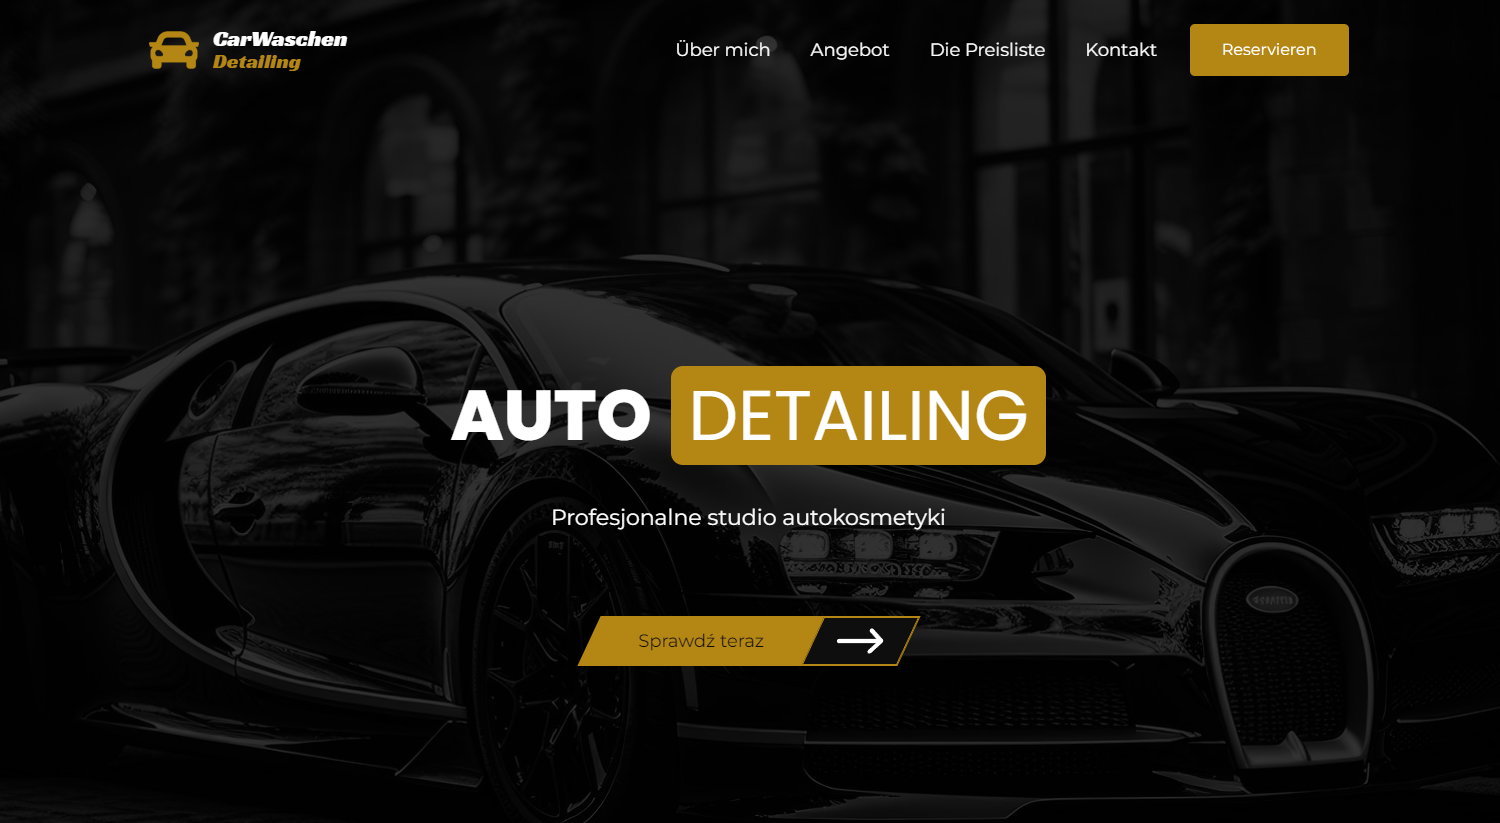 CarWaschen
Detailing
Über mich
Angebot
Die Preisliste
Kontakt
Reservieren
AUTO DETAILING
Profesjonalne studio autokosmetyki
Sprawdź teraz